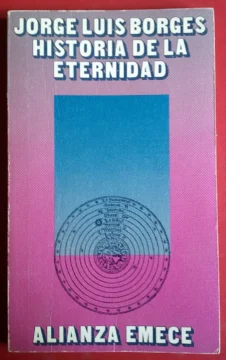 JORGE LUIS BORGES
HISTORIA DE LA
ETERNIDAD
ALIANZA EMECE